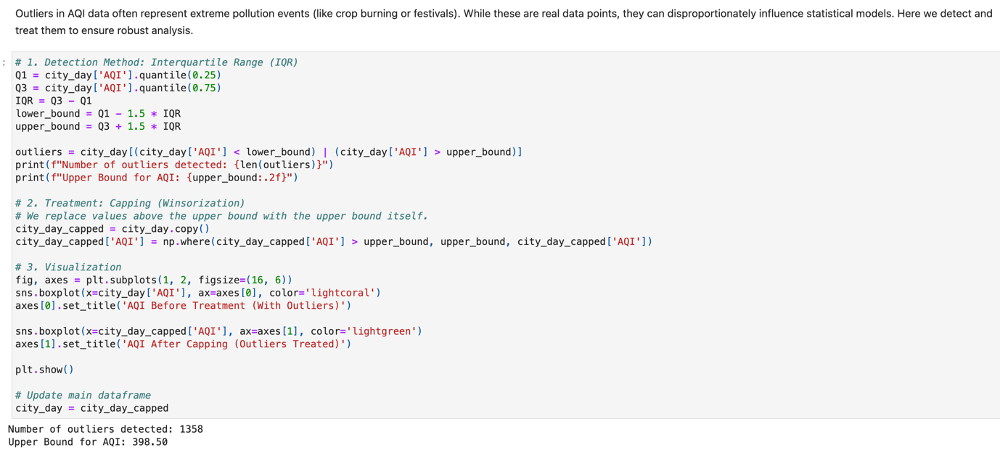 Outliers in AQI data often represent extreme pollution events (like crop burning or festivals). While these are real data points, they can disproportionately influence statistical models. Here we detect and
treat them to ensure robust analysis.
:
# 1. Detection Method: Interquartile Range (IQR)
Q1 = city_day['AQI'].quantile(0.25)
Q3 = city_day['AQI'].quantile(0.75)
IQR = Q3 - Q1
lower_bound = Q1 - 1.5 * IQR
upper_bound = Q3 + 1.5 * IQR

outliers = city_day[(city_day['AQI'] < lower_bound) | (city_day['AQI'] > upper_bound)]
print(f"Number of outliers detected: {len(outliers)}")
print(f"Upper Bound for AQI: {upper_bound:.2f}")

# 2. Treatment: Capping (Winsorization)
# We replace values above the upper bound with the upper bound itself.
city_day_capped = city_day.copy()
city_day_capped['AQI'] = np.where(city_day_capped['AQI'] > upper_bound, upper_bound, city_day_capped['AQI'])

# 3. Visualization
fig, axes = plt.subplots(1, 2, figsize=(16, 6))
sns.boxplot(x=city_day['AQI'], ax=axes[0], color='lightcoral')
axes[0].set_title('AQI Before Treatment (With Outliers)')

sns.boxplot(x=city_day_capped['AQI'], ax=axes[1], color='lightgreen')
axes[1].set_title('AQI After Capping (Outliers Treated)')

plt.show()

# Update main dataframe
city_day = city_day_capped
Number of outliers detected: 1358
Upper Bound for AQI: 398.50